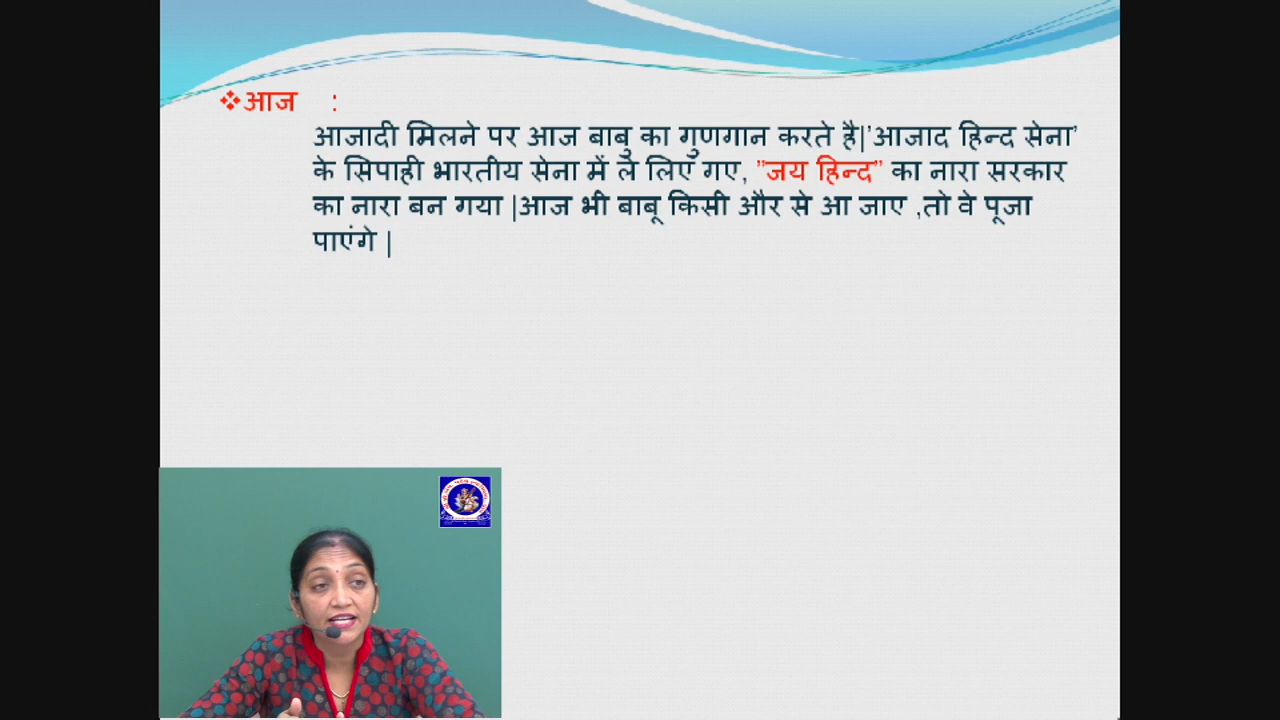 ❖आज :
आजादी मिलने पर आज बाबु का गुणगान करते है|'आजाद हिन्द सेना'
के सिपाही भारतीय सेना में ले लिए गए, "जय हिन्द" का नारा सरकार
का नारा बन गया |आज भी बाबू किसी और से आ जाए ,तो वे पूजा
पाएंगे |